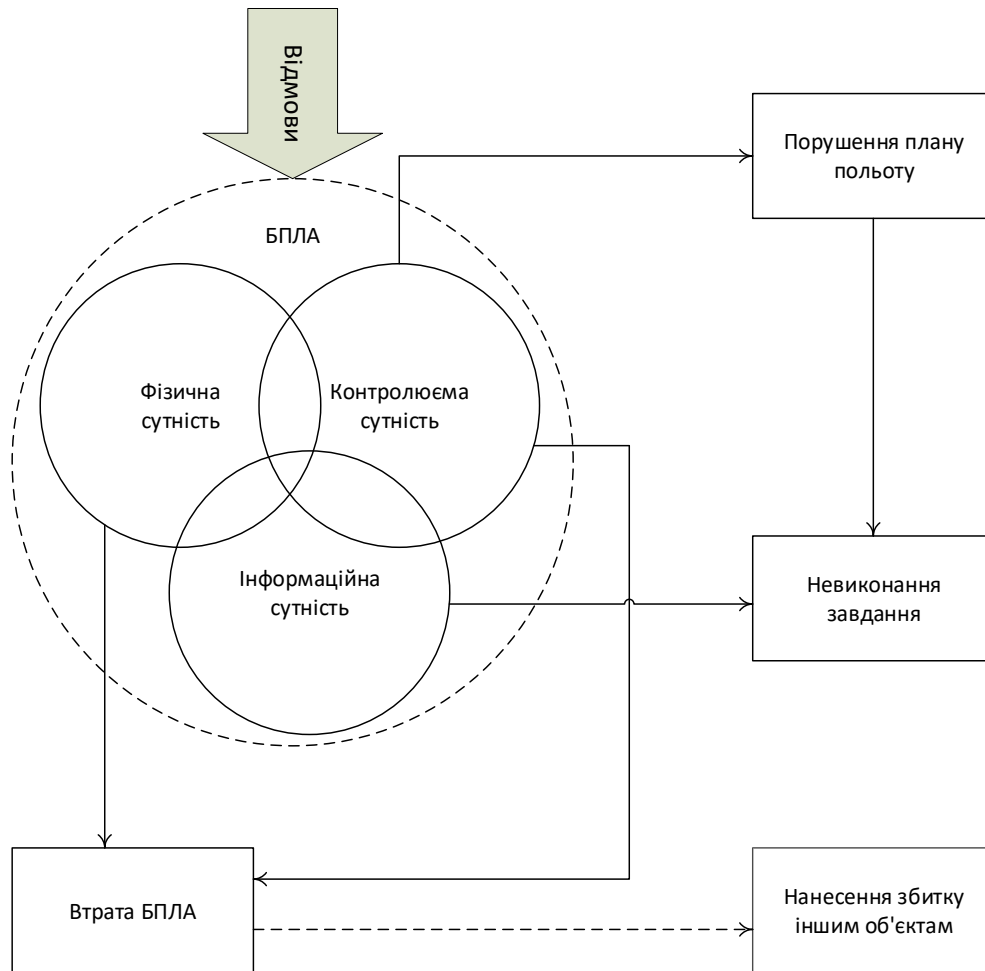 Відмови
БПЛА
Порушення плану
польоту
Фізична
сутність
Контролюєма
сутність
Інформаційна
сутність
Невиконання
завдання
Втрата БПЛА
Нанесення збитку
іншим об'єктам